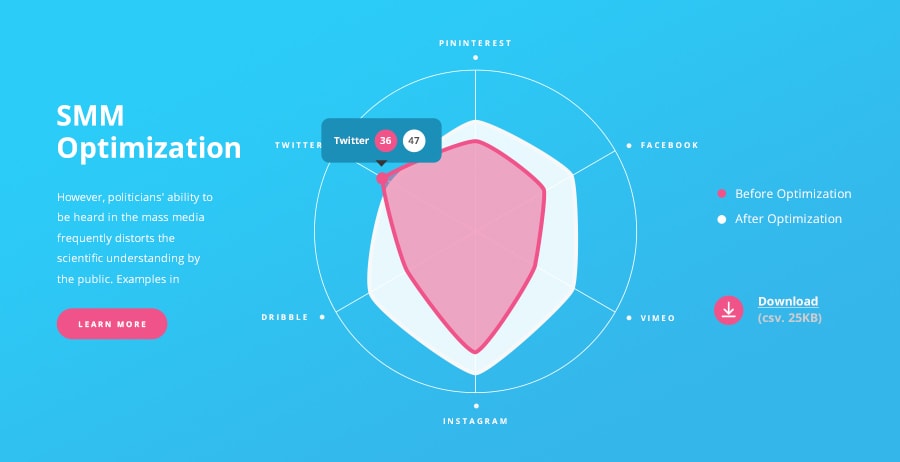 SMM
Optimization
However, politicians' ability to
be heard in the mass media
frequently distorts the
scientific understanding by
the public. Examples in
LEARN MORE
PININTEREST
TWITTER
Twitter 36 47
FACEBOOK
DRIBBLE
VIMEO
INSTAGRAM
Before Optimization
After Optimization
Download
(csv. 25KB)